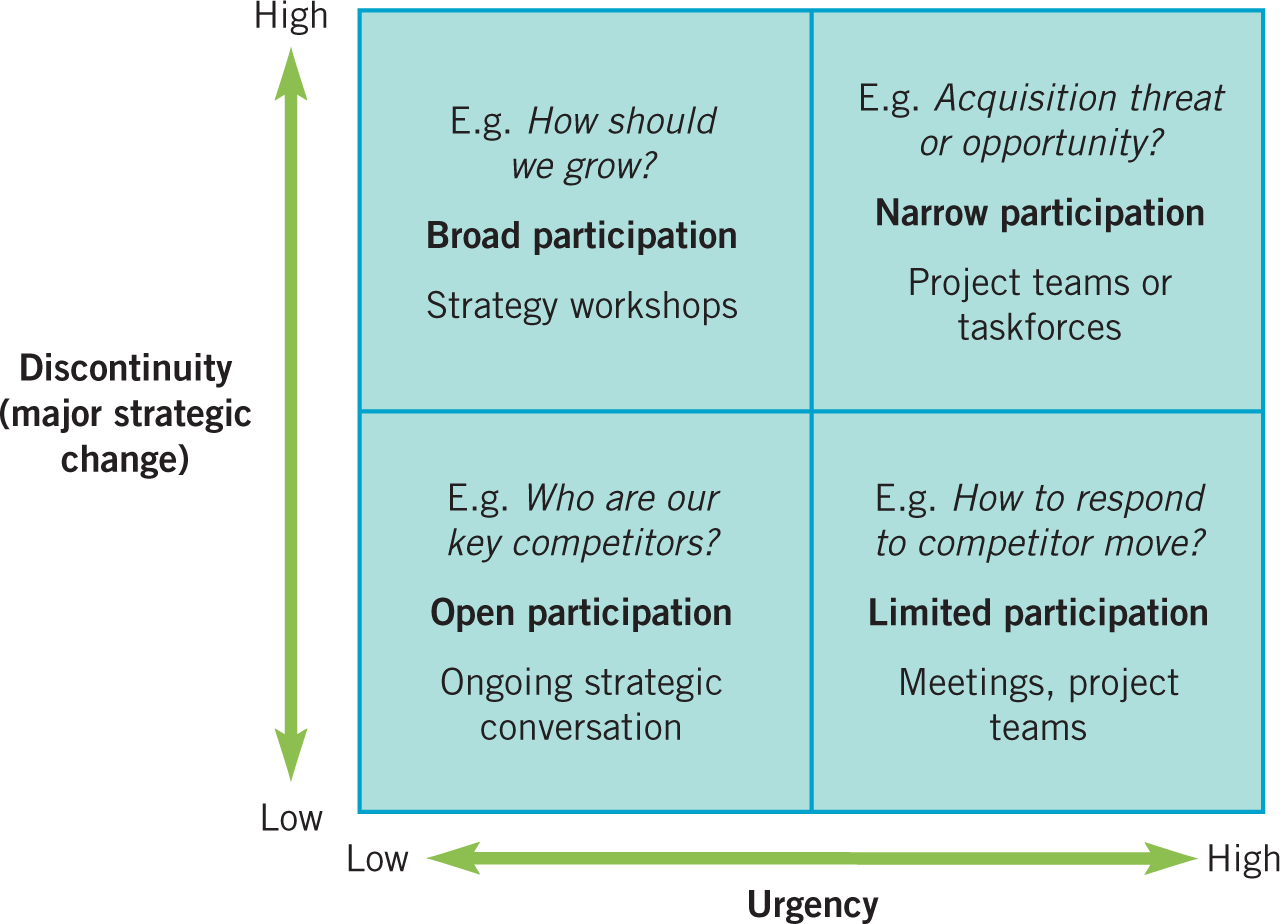 High
E.g. How should
we grow?
Broad participation
Strategy workshops
E.g. Acquisition threat
or opportunity?
Narrow participation
Project teams or
taskforces
Discontinuity
(major strategic
change)
E.g. Who are our
key competitors?
Open participation
Ongoing strategic
conversation
E.g. How to respond
to competitor move?
Limited participation
Meetings, project
teams
Low
Low
High
Urgency